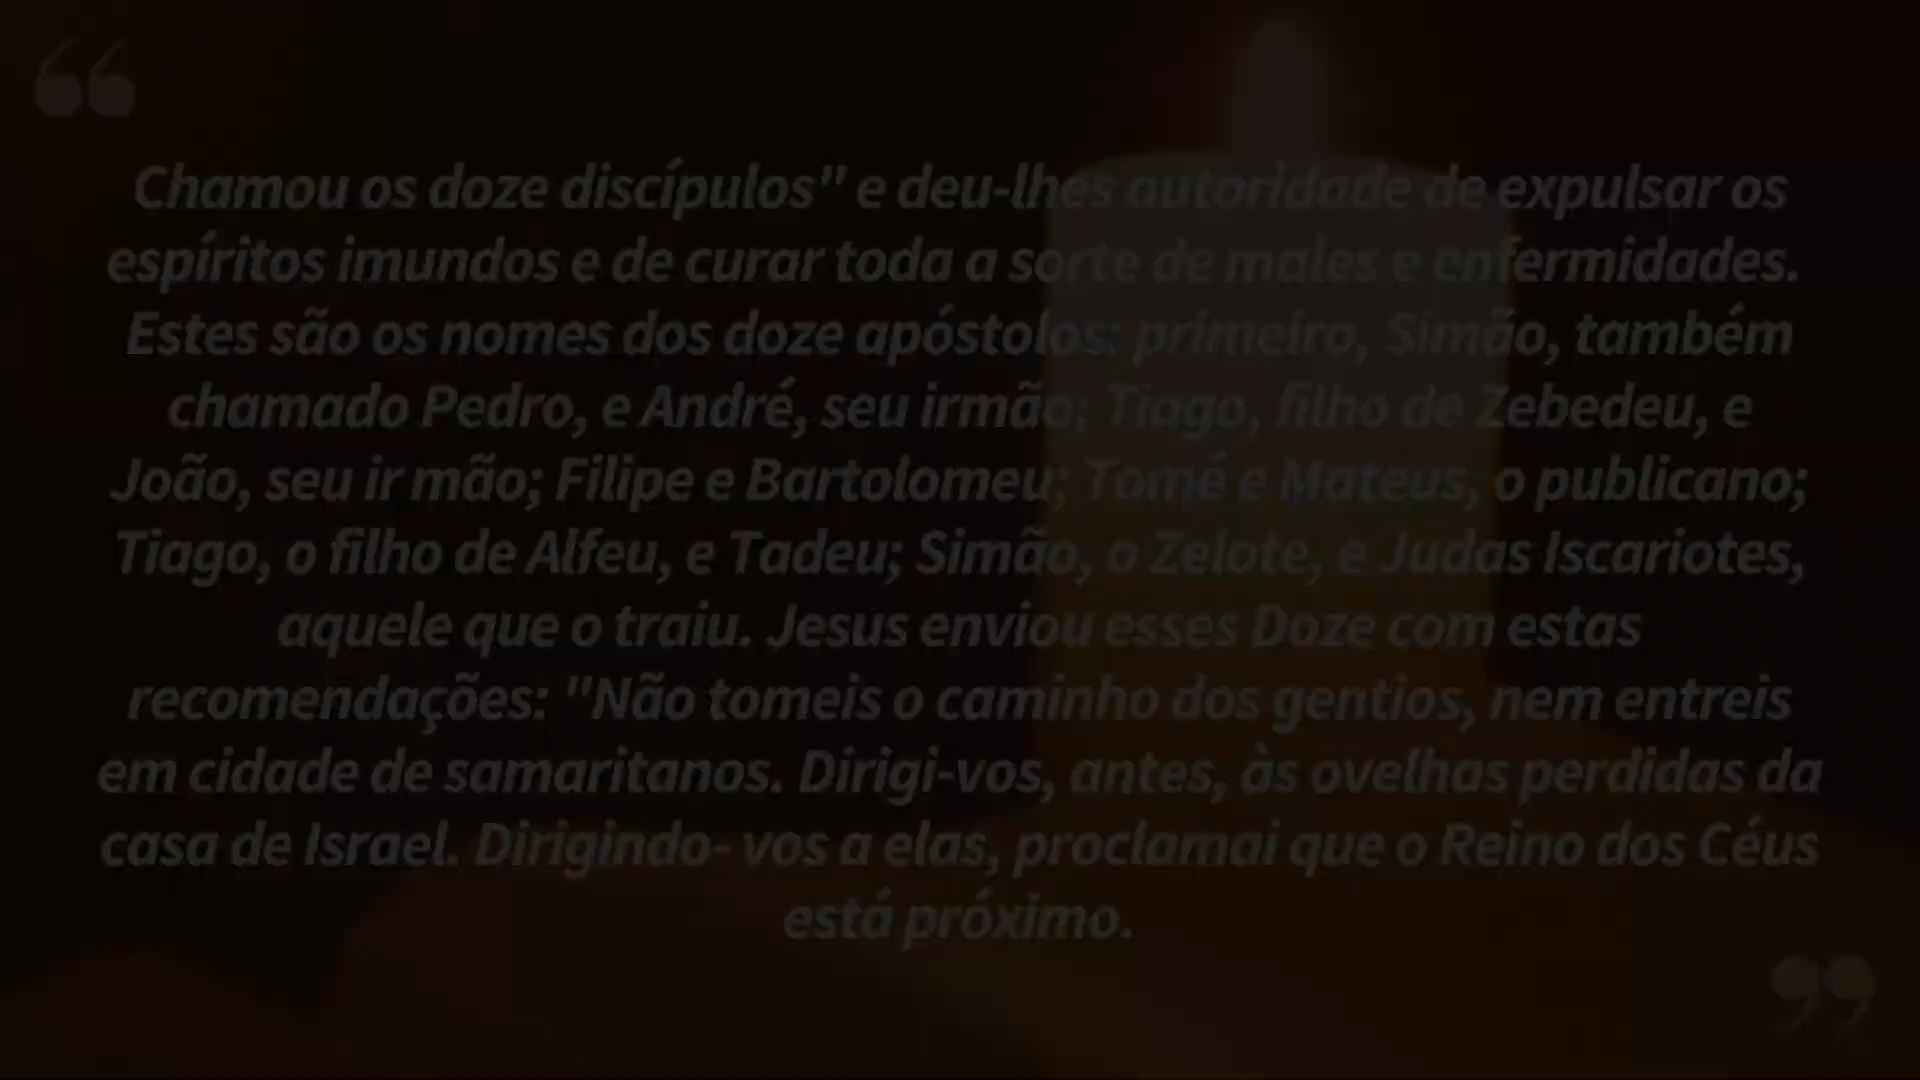 “
Chamou os doze discípulos" e deu-lhes autoridade de expulsar os
espíritos imundos e de curar toda a sorte de males e enfermidades.
Estes são os nomes dos doze apóstolos: primeiro, Simão, também
chamado Pedro, e André, seu irmão; Tiago, filho de Zebedeu, e
João, seu ir mão; Filipe e Bartolomeu; Tomé e Mateus, o publicano;
Tiago, o filho de Alfeu, e Tadeu; Simão, o Zelote, e Judas Iscariotes,
aquele que o traiu. Jesus enviou esses Doze com estas
recomendações: "Não tomeis o caminho dos gentios, nem entreis
em cidade de samaritanos. Dirigi-vos, antes, às ovelhas perdidas da
casa de Israel. Dirigindo- vos a elas, proclamai que o Reino dos Céus
está próximo.
”